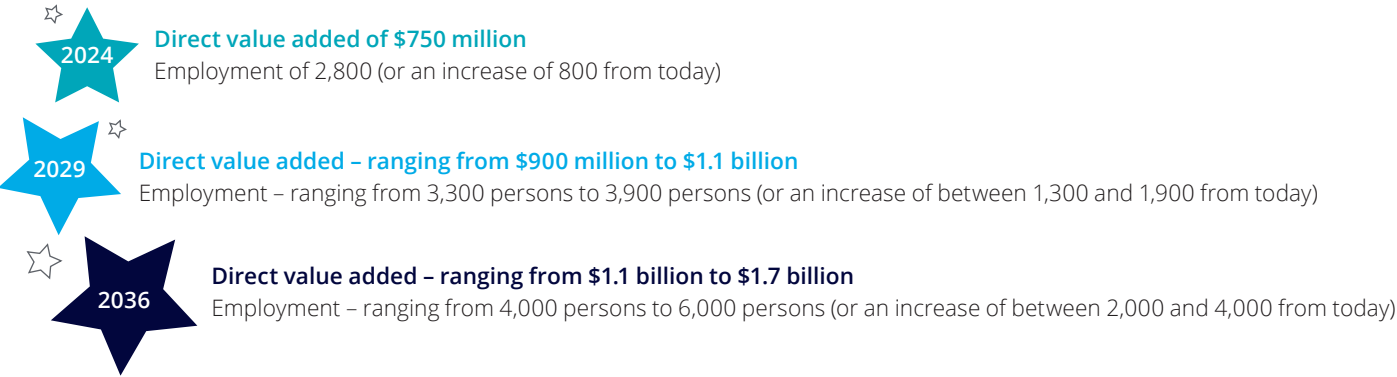 2024
Direct value added of $750 million
Employment of 2,800 (or an increase of 800 from today)
2029
Direct value added – ranging from $900 million to $1.1 billion
Employment – ranging from 3,300 persons to 3,900 persons (or an increase of between 1,300 and 1,900 from today)
2036
Direct value added – ranging from $1.1 billion to $1.7 billion
Employment – ranging from 4,000 persons to 6,000 persons (or an increase of between 2,000 and 4,000 from today)